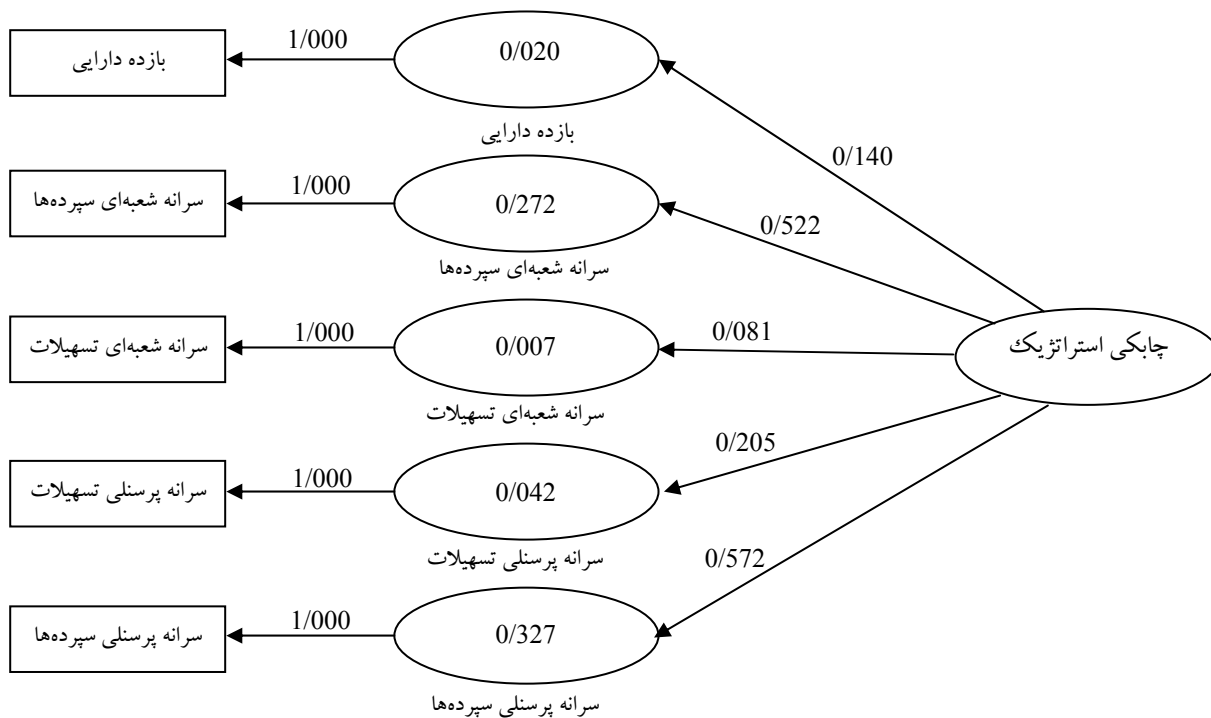 بازده دارایی
1/000
0/020
بازده دارایی
0/140
سرانه شعبه‌ای سپرده‌ها
1/000
0/272
سرانه شعبه‌ای سپرده‌ها
0/522
سرانه شعبه‌ای تسهیلات
1/000
0/007
سرانه شعبه‌ای تسهیلات
0/081
چابکی استراتژیک
سرانه پرسنلی تسهیلات
1/000
0/042
سرانه پرسنلی تسهیلات
0/205
سرانه پرسنلی سپرده‌ها
1/000
0/327
سرانه پرسنلی سپرده‌ها
0/572